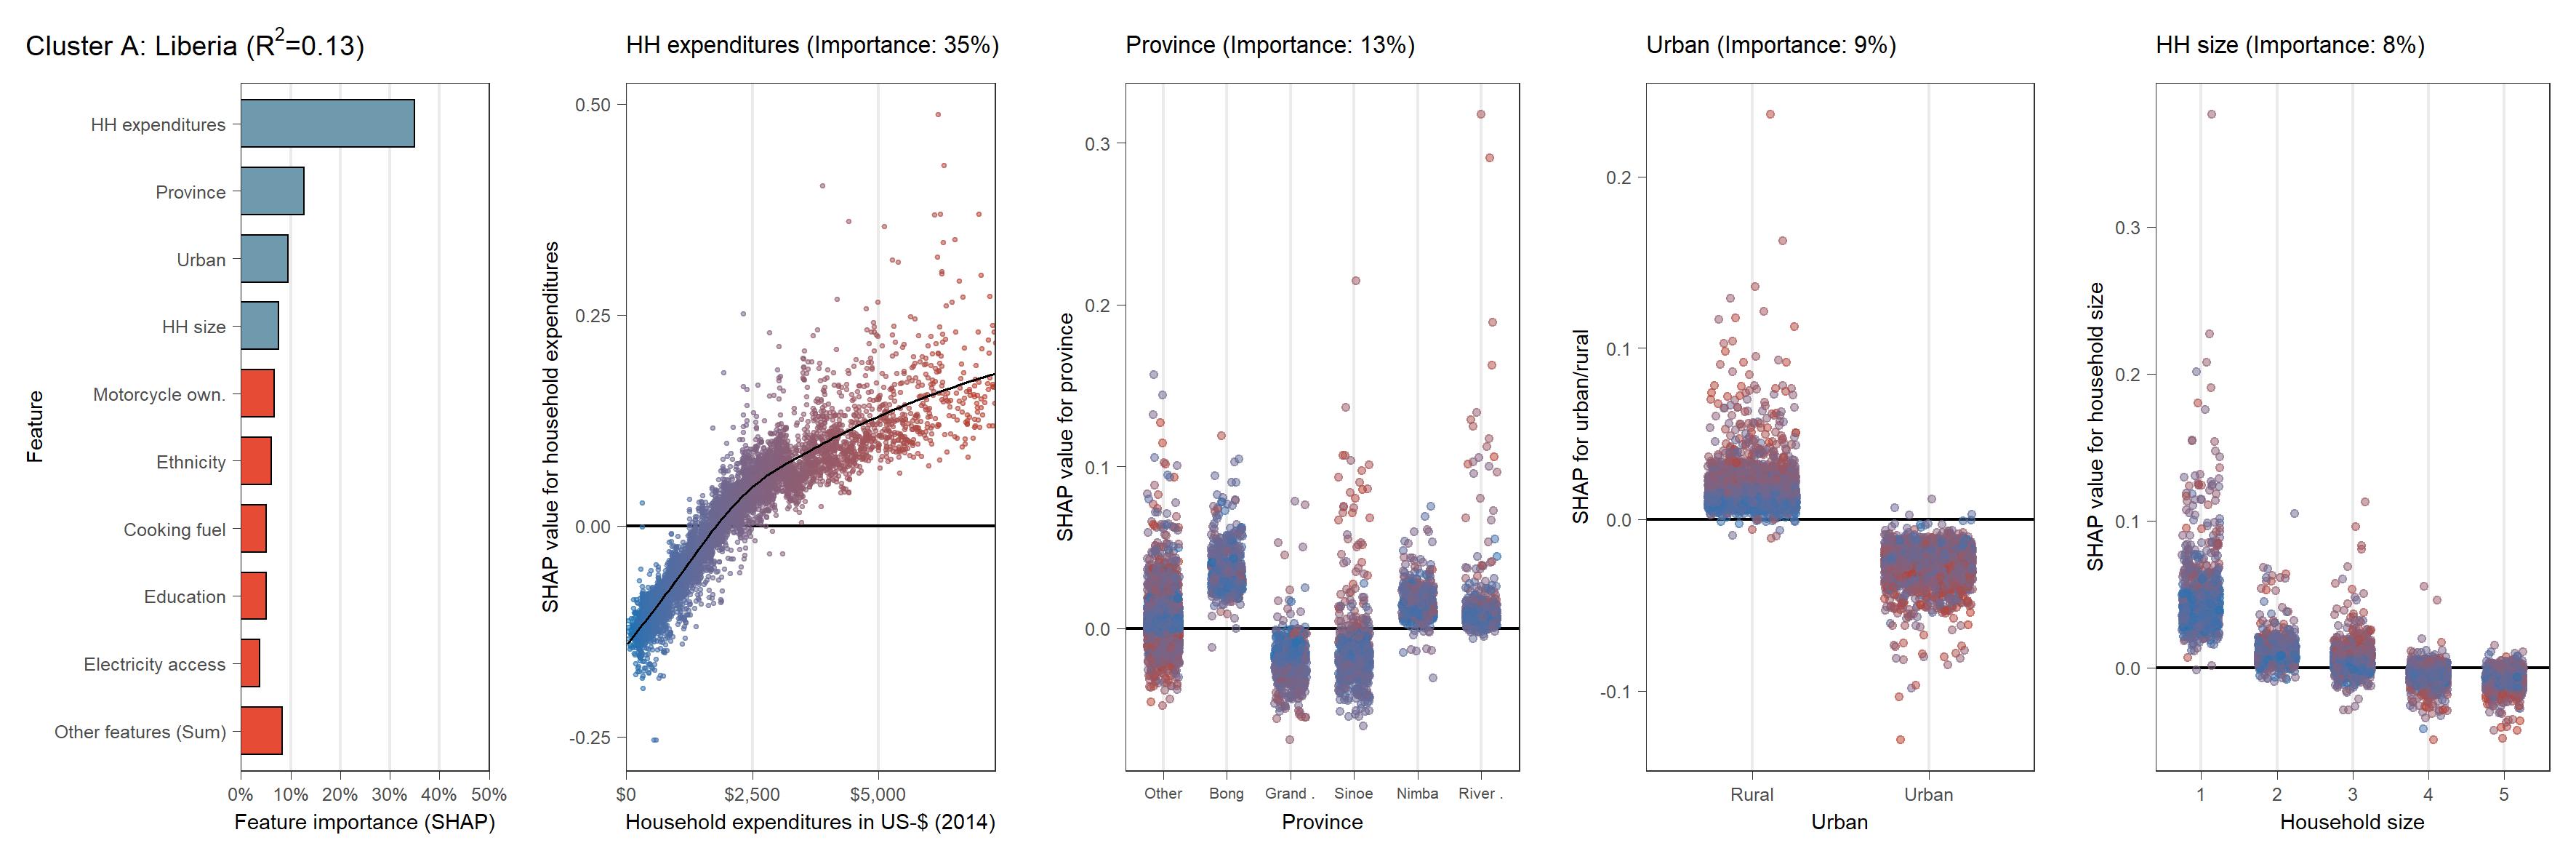 Cluster A: Liberia (R²=0.13)
Feature
HH expenditures
Province
Urban
HH size
Motorcycle own.
Ethnicity
Cooking fuel
Education
Electricity access
Other features (Sum)
0% 10% 20% 30% 40% 50%
Feature importance (SHAP)
HH expenditures (Importance: 35%)
SHAP value for household expenditures
0.50
0.25
0.00
-0.25
$0 $2,500 $5,000
Household expenditures in US-$ (2014)
Province (Importance: 13%)
SHAP value for province
0.3
0.2
0.1
0.0
Other Bong Grand . Sinoe Nimba River .
Province
Urban (Importance: 9%)
SHAP for urban/rural
0.2
0.1
0.0
-0.1
Rural Urban
Urban
HH size (Importance: 8%)
SHAP value for household size
0.3
0.2
0.1
0.0
1 2 3 4 5
Household size